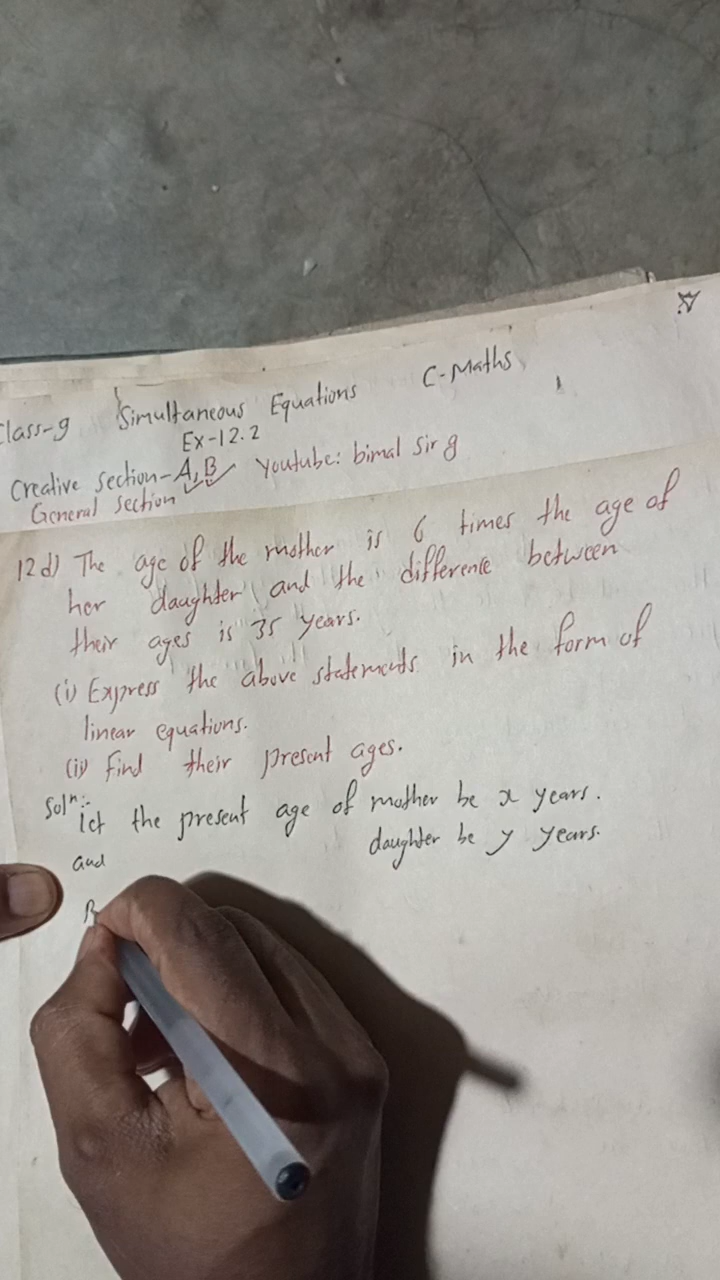 Class-9 Simultaneous Equations C-Maths
Ex-12.2
Creative section-A,B Youtube: bimal sir g
General section
12 d) The age of the mother is 6 times the age of
her daughter and the difference between
their ages is 35 years.
(i) Express the above statements in the form of
linear equations.
(ii) Find their present ages.
Solⁿ:-
let the present age of mother be x years.
and daughter be y years.